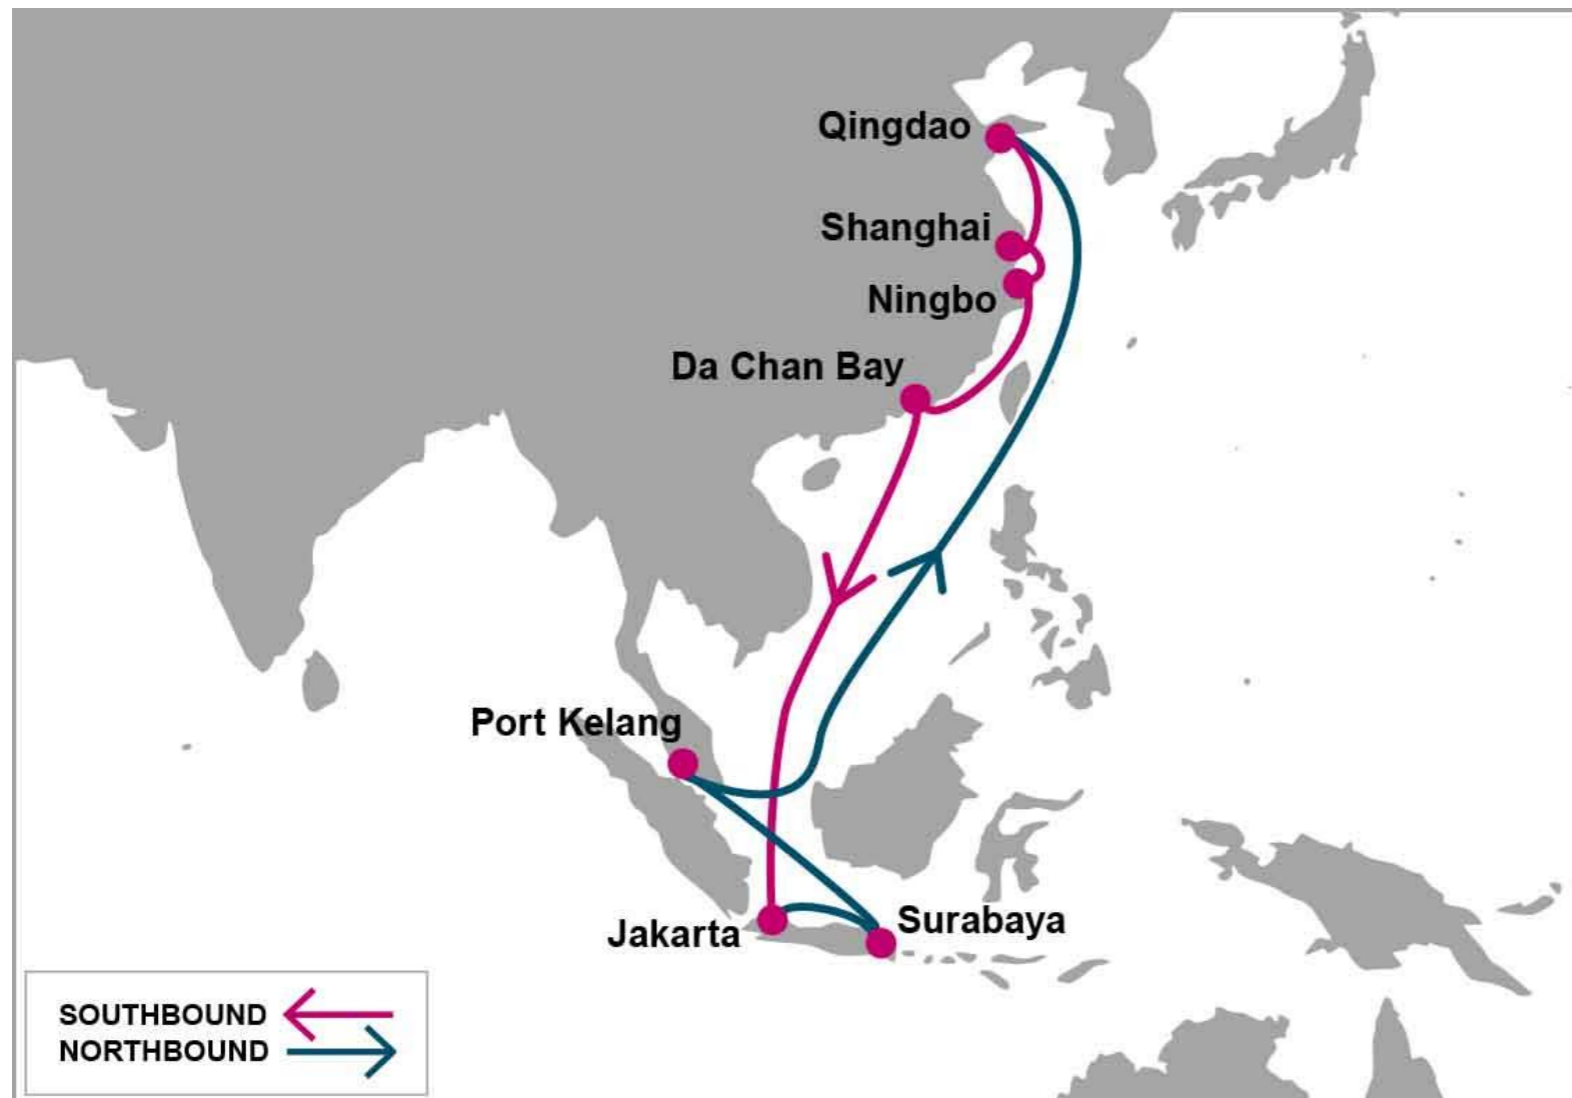 Qingdao
Shanghai
Ningbo
Da Chan Bay
Port Kelang
Jakarta
Surabaya
SOUTHBOUND
NORTHBOUND